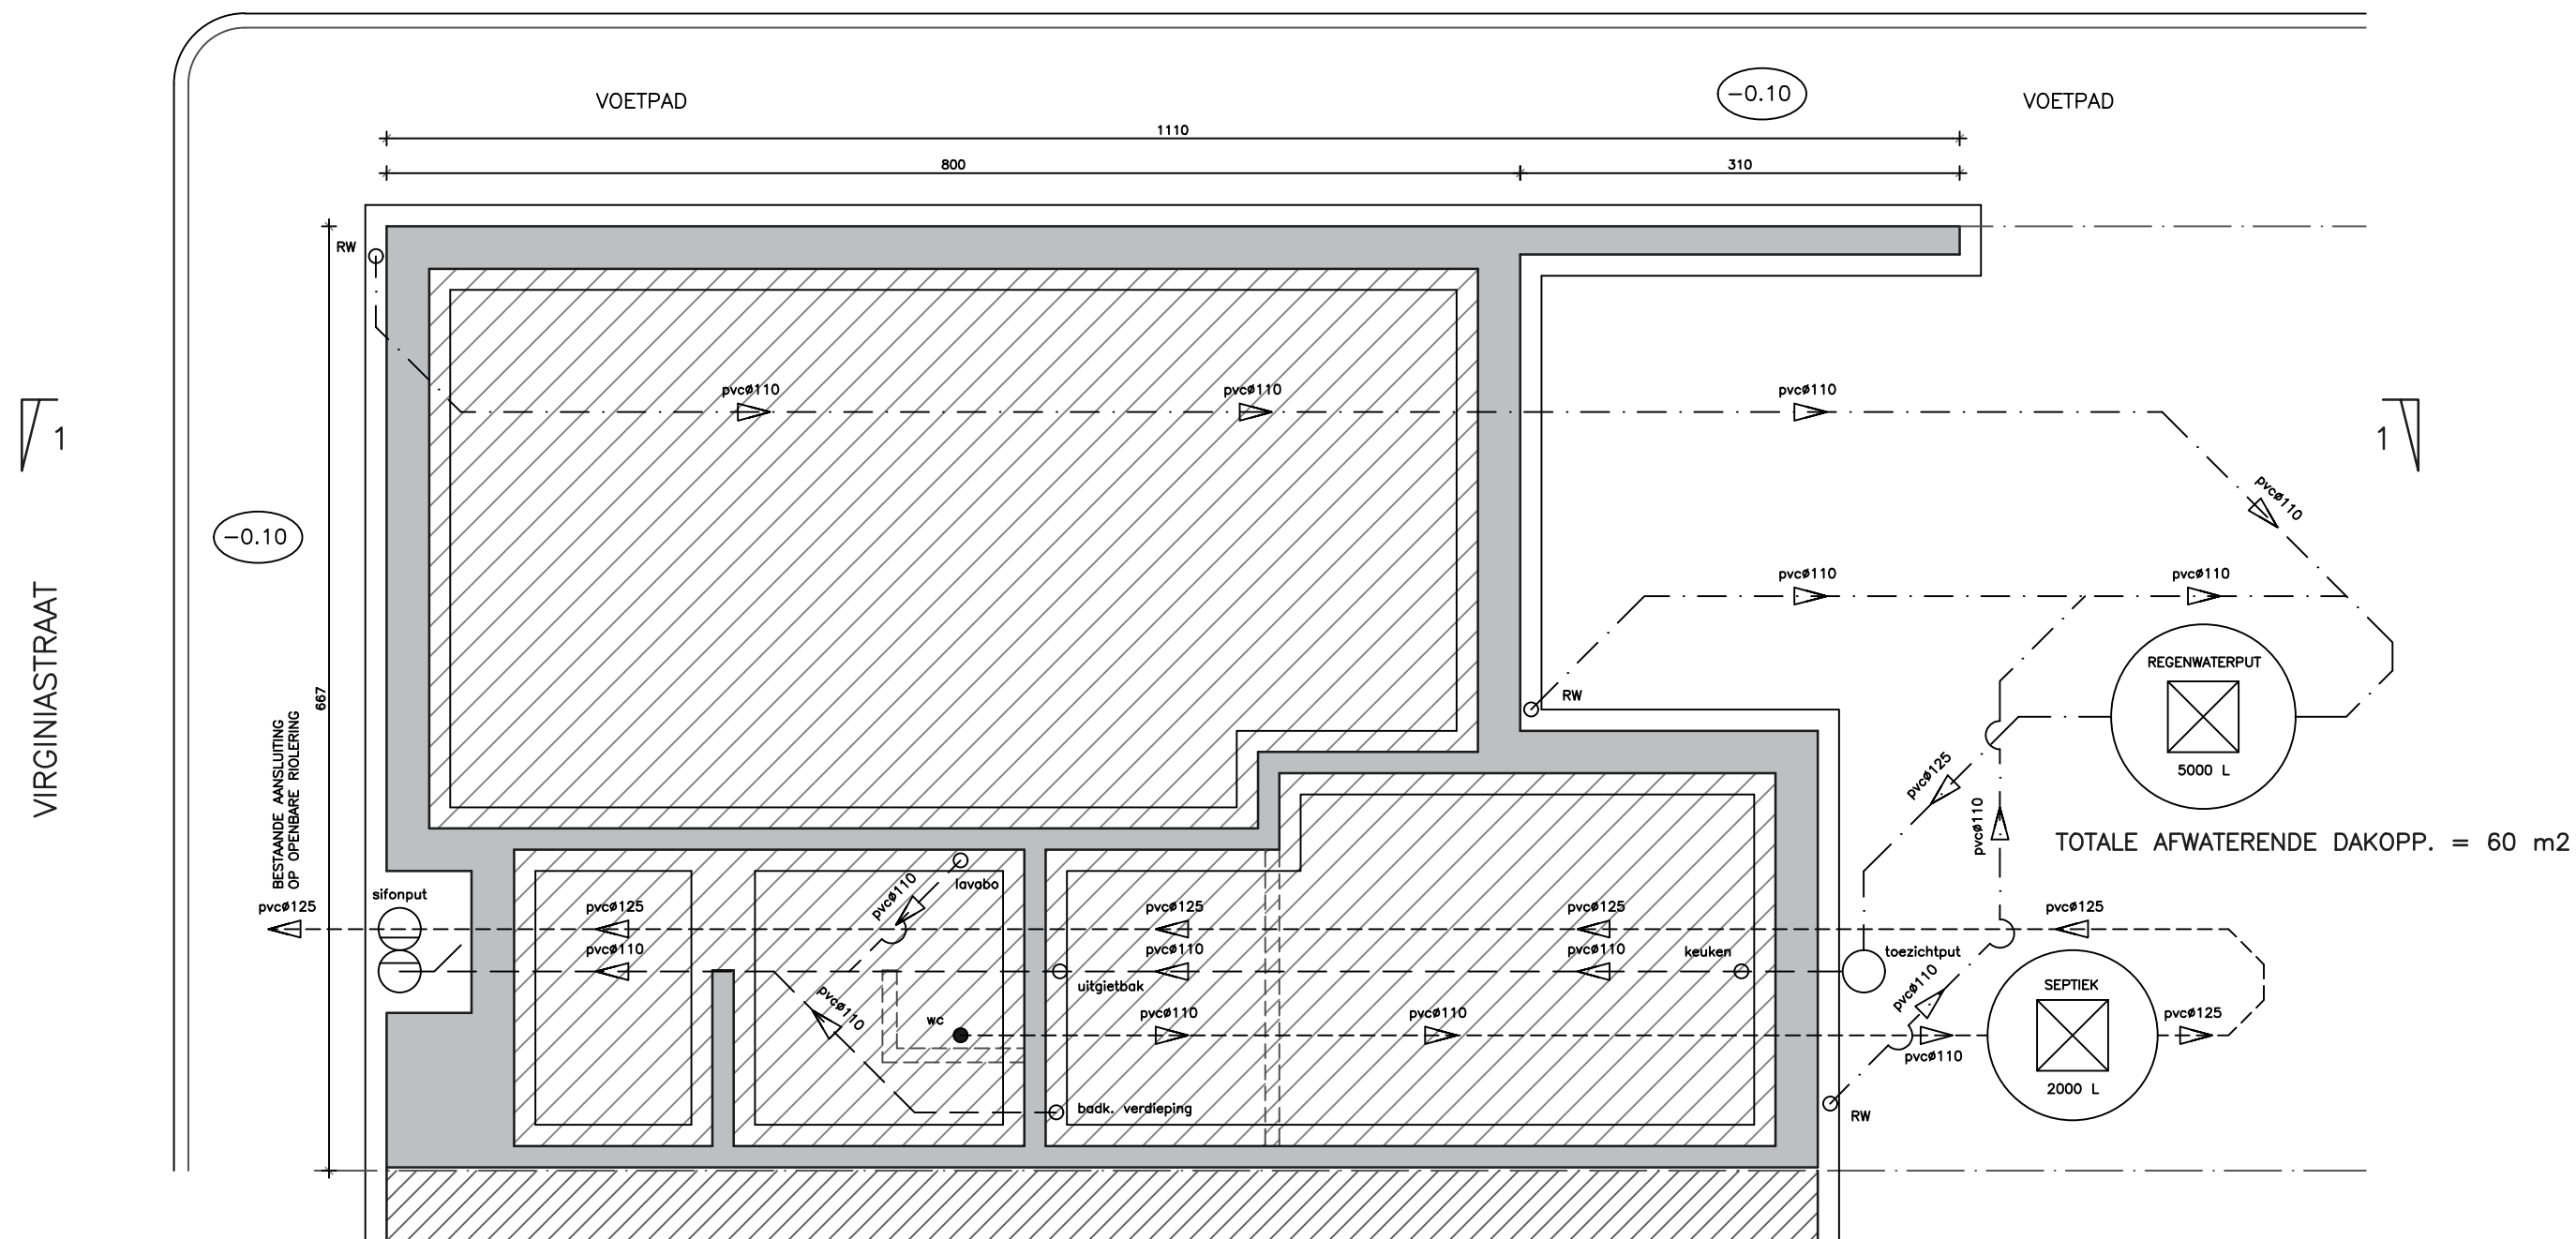 VOETPAD
-0.10
VOETPAD
1110
800
310
RW
pvcø110
pvcø110
pvcø110
1
1
pvcø110
-0.10
pvcø110
pvcø110
VIRGINIASTRAAT
667
RW
REGENWATERPUT
5000 L
BESTAANDE AANSLUITING
OP OPENBARE RIOLERING
pvcø125
pvcø110
TOTALE AFWATERENDE DAKOPP. = 60 m2
sifonput
pvcø110
lavabo
pvcø125
pvcø125
pvcø125
pvcø125
pvcø125
pvcø110
pvcø110
pvcø110
keuken
toezichtput
uitgietbak
pvcø110
pvcø110
SEPTIEK
2000 L
wc
pvcø110
pvcø110
pvcø110
pvcø125
badk. verdieping
RW